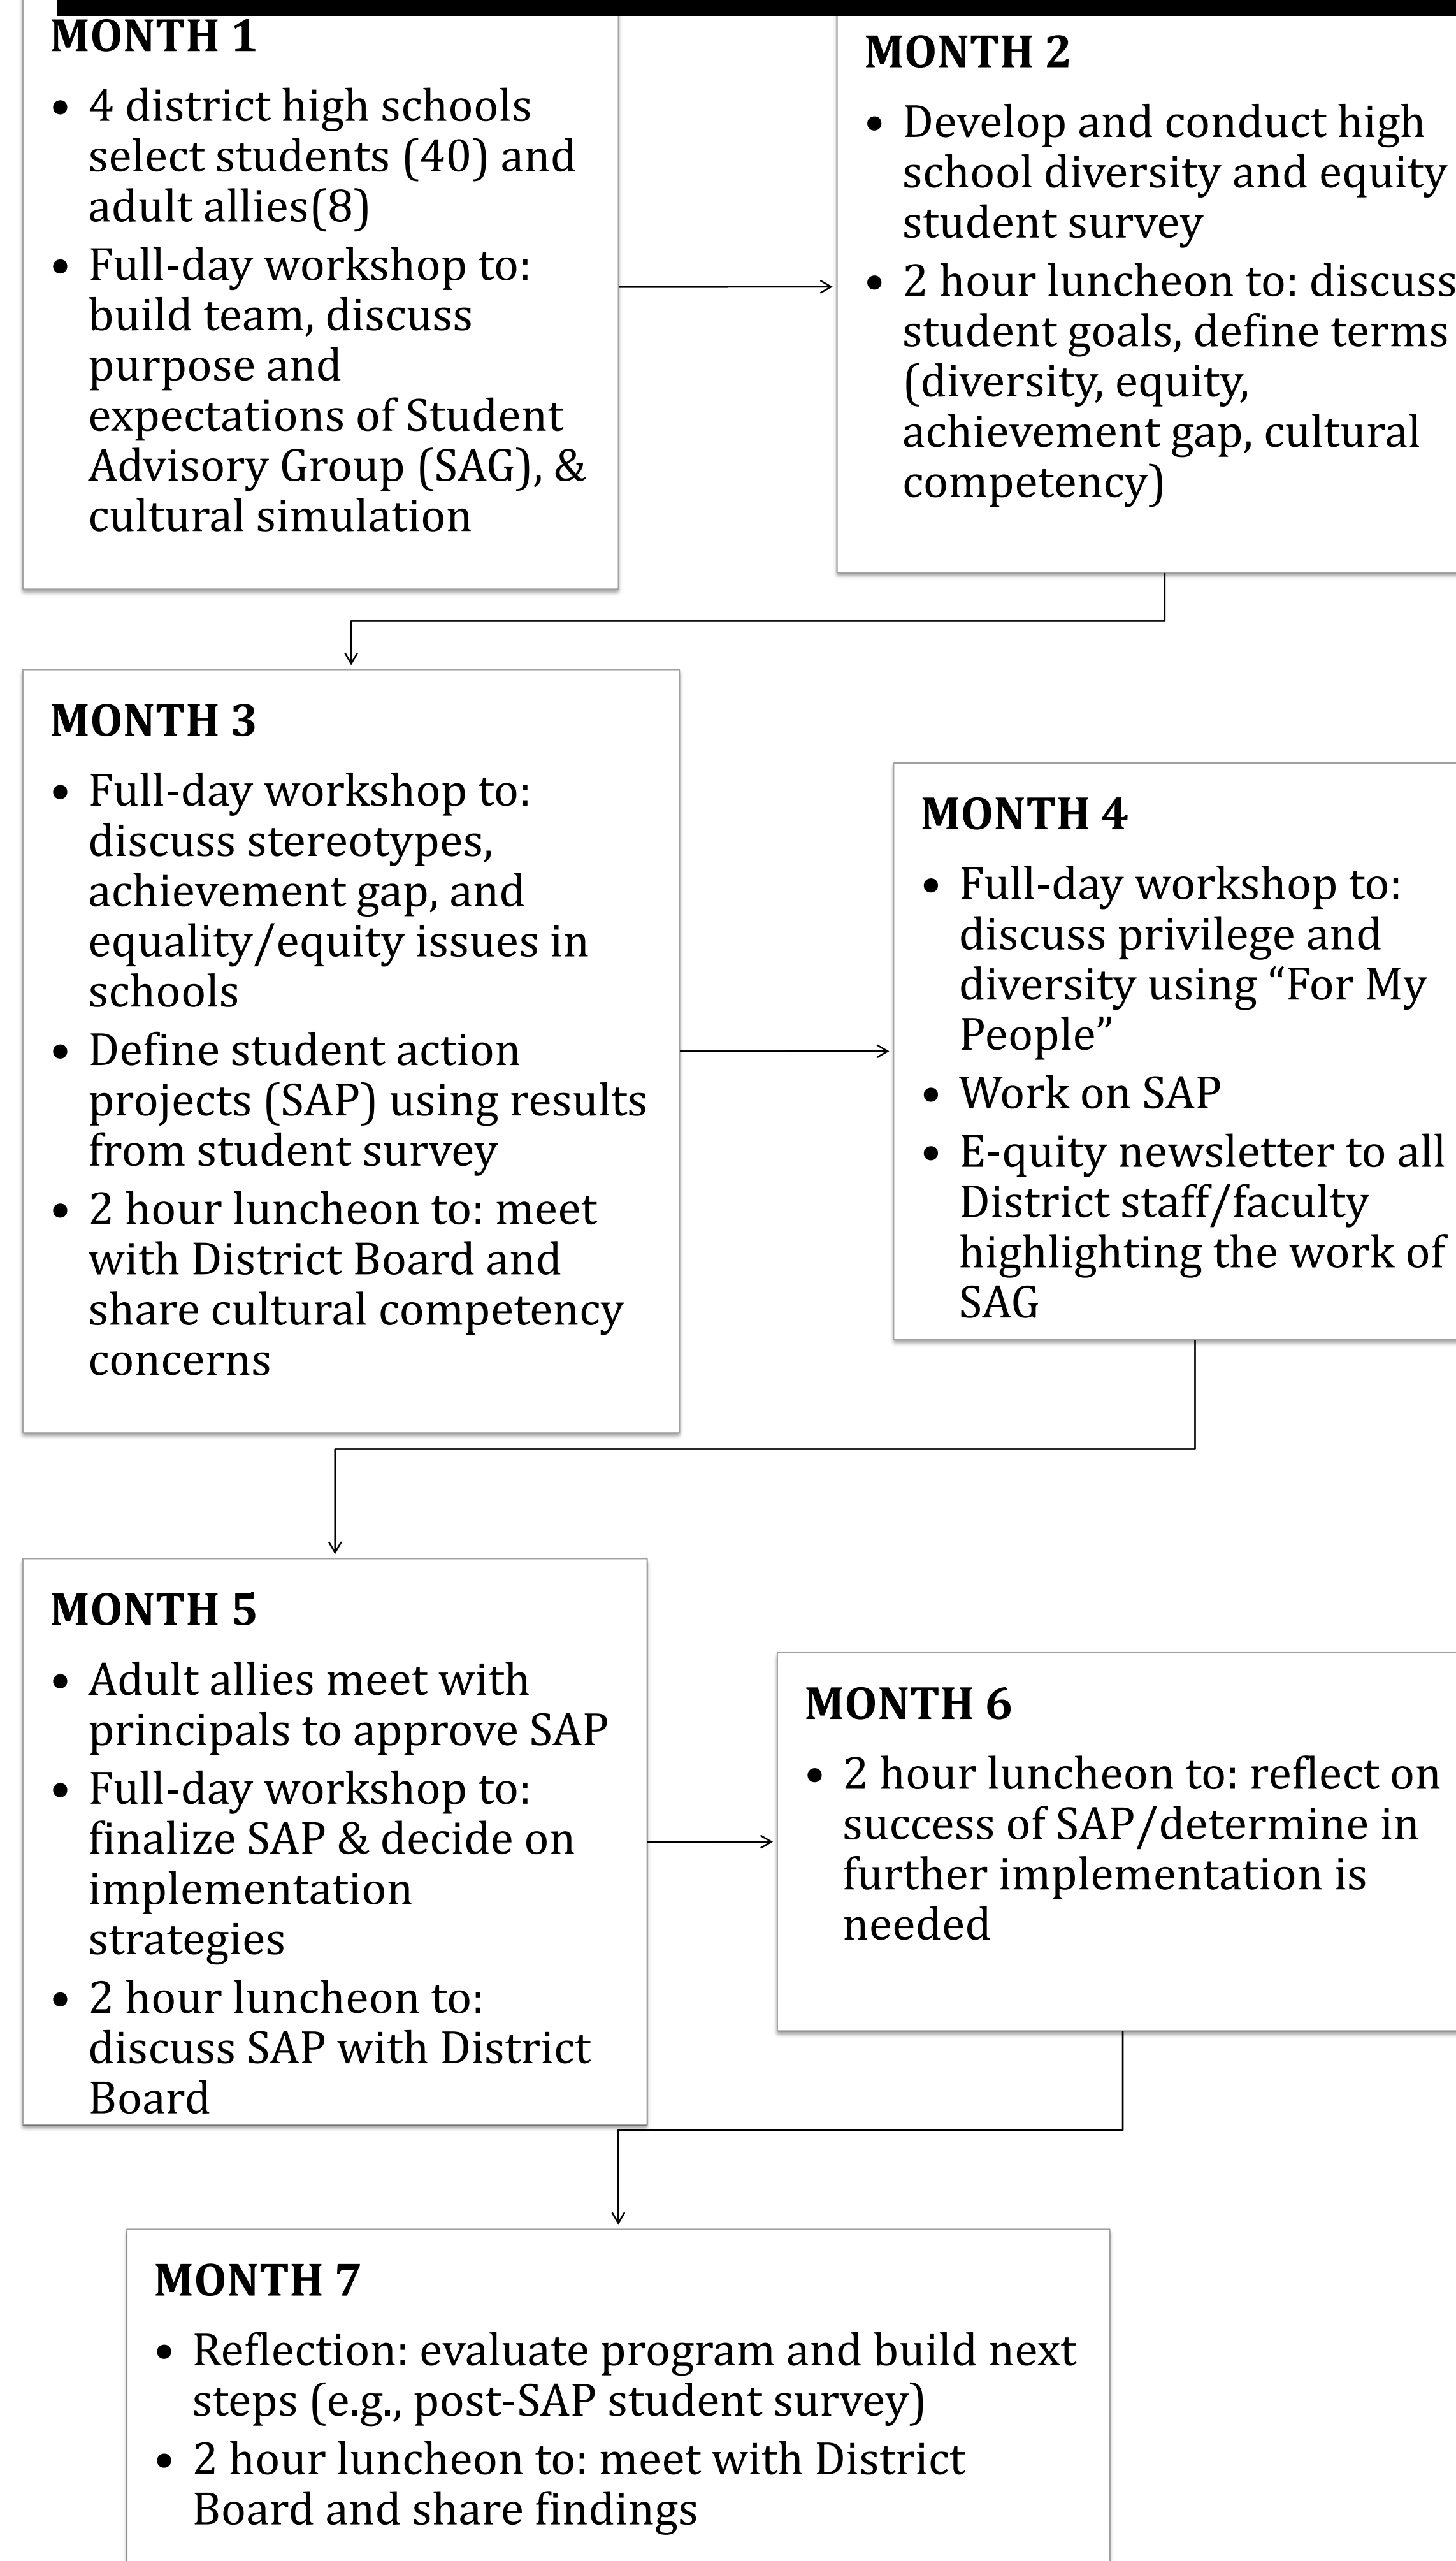 MONTH 1
• 4 district high schools
select students (40) and
adult allies(8)
• Full-day workshop to:
build team, discuss
purpose and
expectations of Student
Advisory Group (SAG), &
cultural simulation
MONTH 2
• Develop and conduct high
school diversity and equity
student survey
• 2 hour luncheon to: discuss
student goals, define terms
(diversity, equity,
achievement gap, cultural
competency)
MONTH 3
• Full-day workshop to:
discuss stereotypes,
achievement gap, and
equality/equity issues in
schools
• Define student action
projects (SAP) using results
from student survey
• 2 hour luncheon to: meet
with District Board and
share cultural competency
concerns
MONTH 4
• Full-day workshop to:
discuss privilege and
diversity using “For My
People”
• Work on SAP
• E-quity newsletter to all
District staff/faculty
highlighting the work of
SAG
MONTH 5
• Adult allies meet with
principals to approve SAP
• Full-day workshop to:
finalize SAP & decide on
implementation
strategies
• 2 hour luncheon to:
discuss SAP with District
Board
MONTH 6
• 2 hour luncheon to: reflect on
success of SAP/determine in
further implementation is
needed
MONTH 7
• Reflection: evaluate program and build next
steps (e.g., post-SAP student survey)
• 2 hour luncheon to: meet with District
Board and share findings